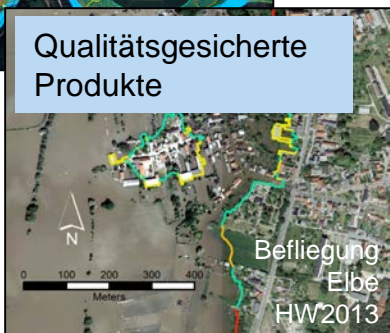 Qualitätsgesicherte
Produkte
N
0 100 200 300 400
Meters
Befliegung
Elbe
HW2013